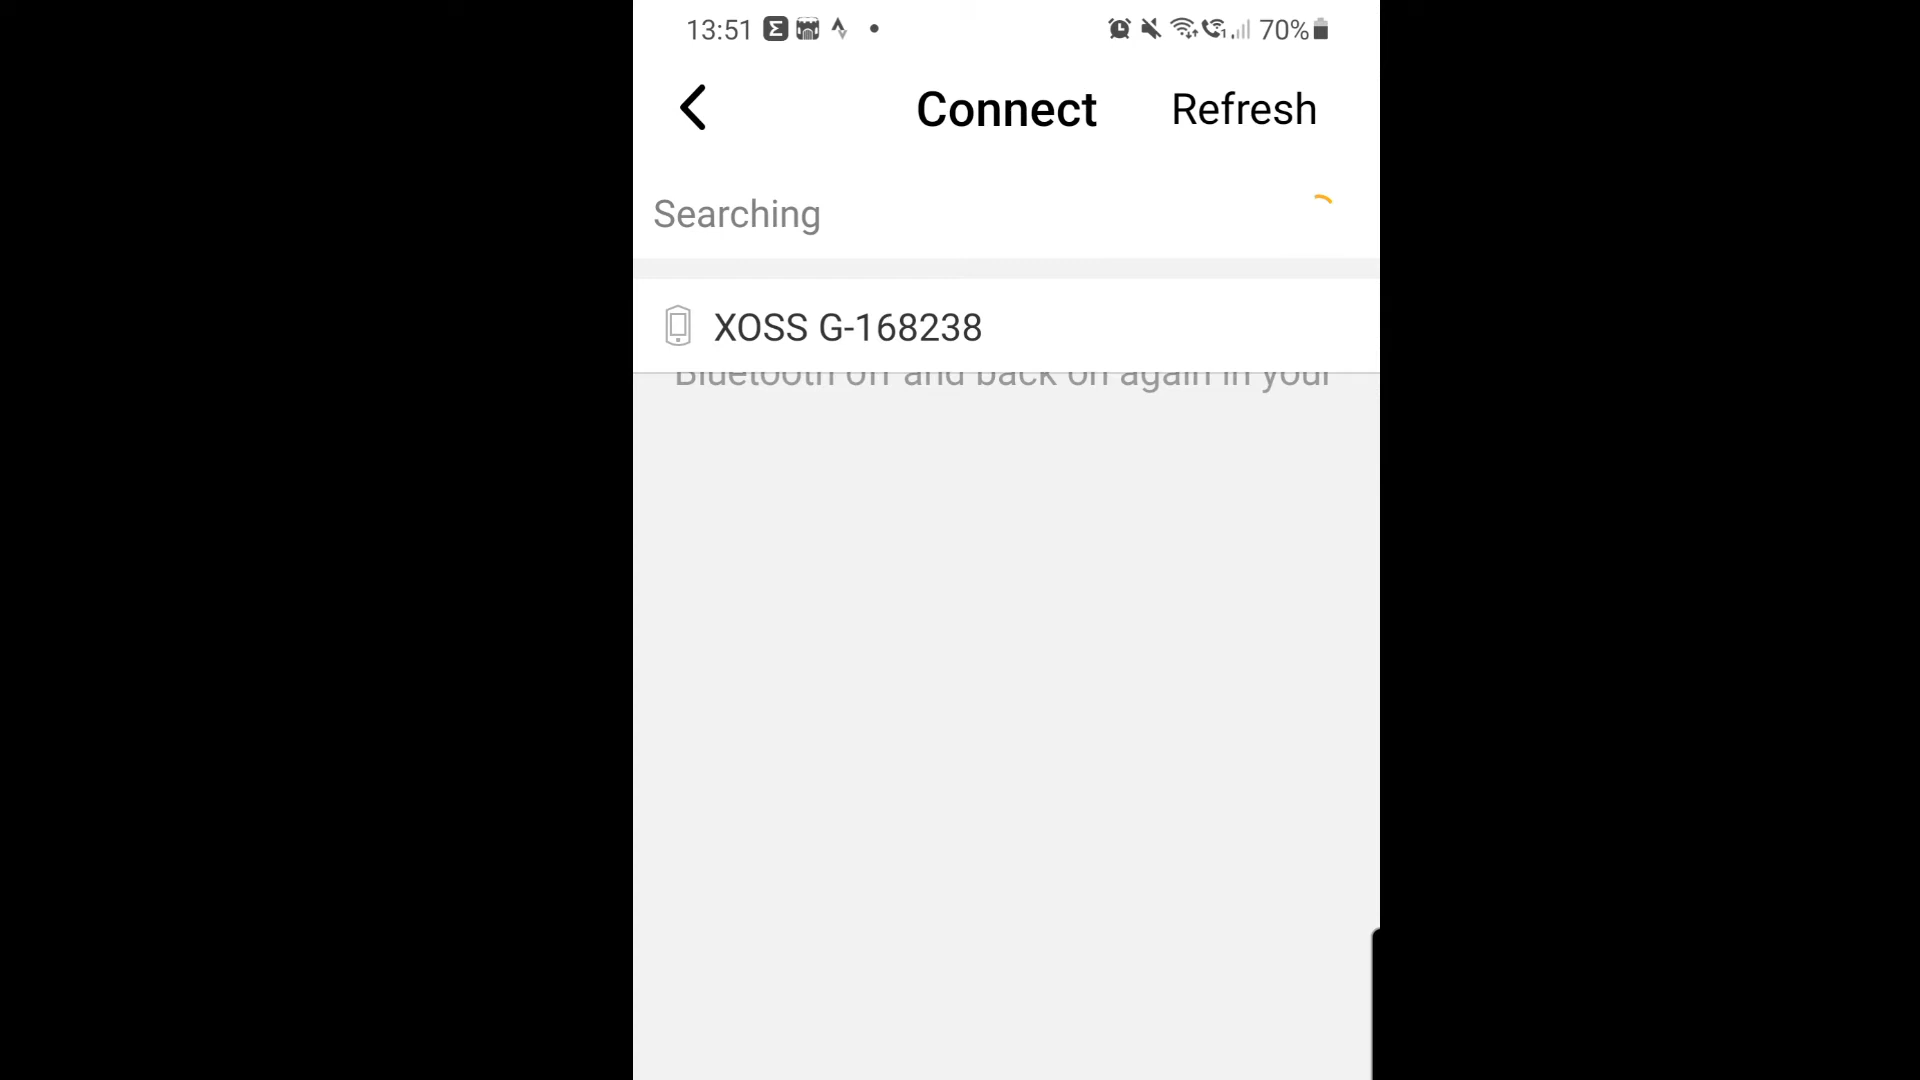 13:51 70%
Connect Refresh
Searching
XOSS G-168238
Bluetooth off and back on again in your